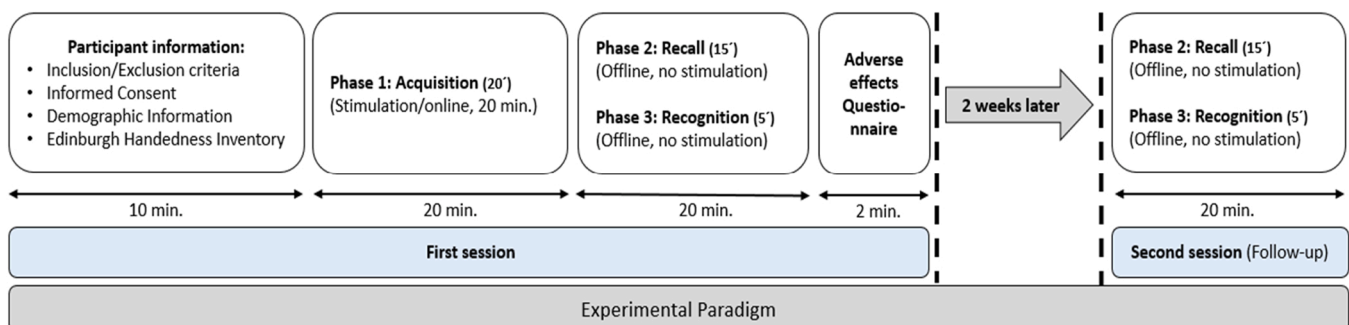 Participant information:
• Inclusion/Exclusion criteria
• Informed Consent
• Demographic Information
• Edinburgh Handedness Inventory
Phase 1: Acquisition (20´)
(Stimulation/online, 20 min.)
Phase 2: Recall (15´)
(Offline, no stimulation)
Phase 3: Recognition (5´)
(Offline, no stimulation)
Adverse
effects
Questio-
nnaire
2 weeks later
Phase 2: Recall (15´)
(Offline, no stimulation)
Phase 3: Recognition (5´)
(Offline, no stimulation)
10 min.
20 min.
20 min.
2 min.
20 min.
First session
Second session (Follow-up)
Experimental Paradigm